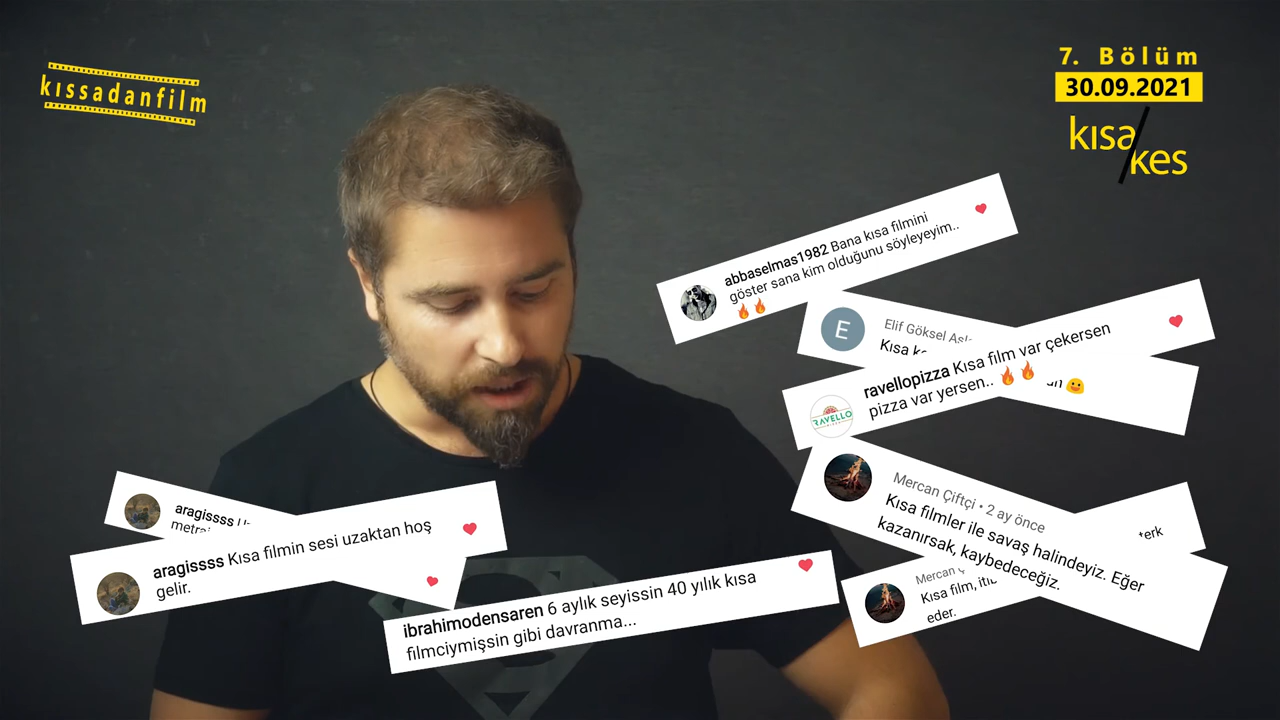 kıssadanfilm
7. Bölüm
30.09.2021
kısa
kes
abbaselmas1982 Bana kısa filmini
göster sana kim olduğunu söyleyeyim..
🔥🔥
E
Elif Göksel
Kısa
ravellopizza Kısa film var çekersen
pizza var yersen.. 🔥🔥
😃
RAVELLO
Mercan Çiftçi • 2 ay önce
Kısa filmler ile savaş halindeyiz. Eğer
kazanırsak, kaybedeceğiz.
Mercan
Kısa film,
eder.
aragissss
aragissss Kısa filmin sesi uzaktan hoş
gelir.
ibrahimodensaren 6 aylık seyissin 40 yılık kısa
filmciymişsin gibi davranma...